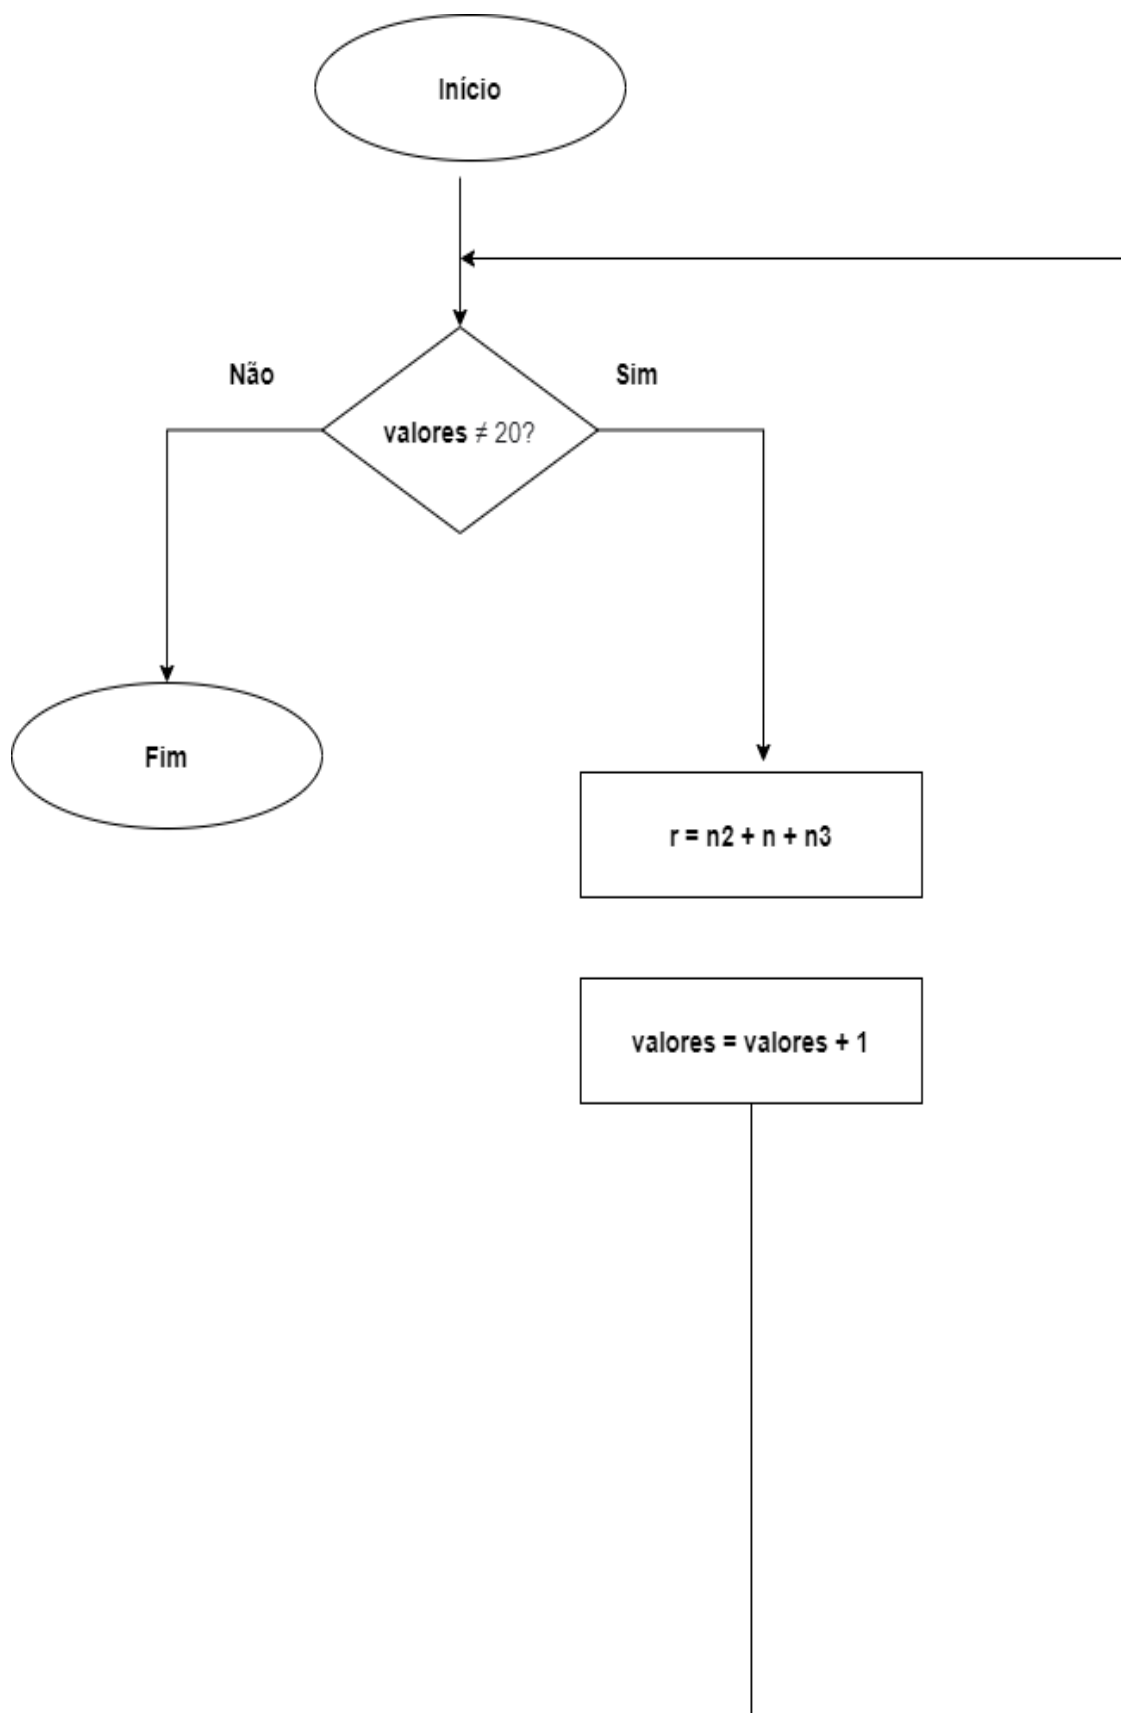 Início
Não
Sim
valores ≠ 20?
Fim
r = n2 + n + n3
valores = valores + 1